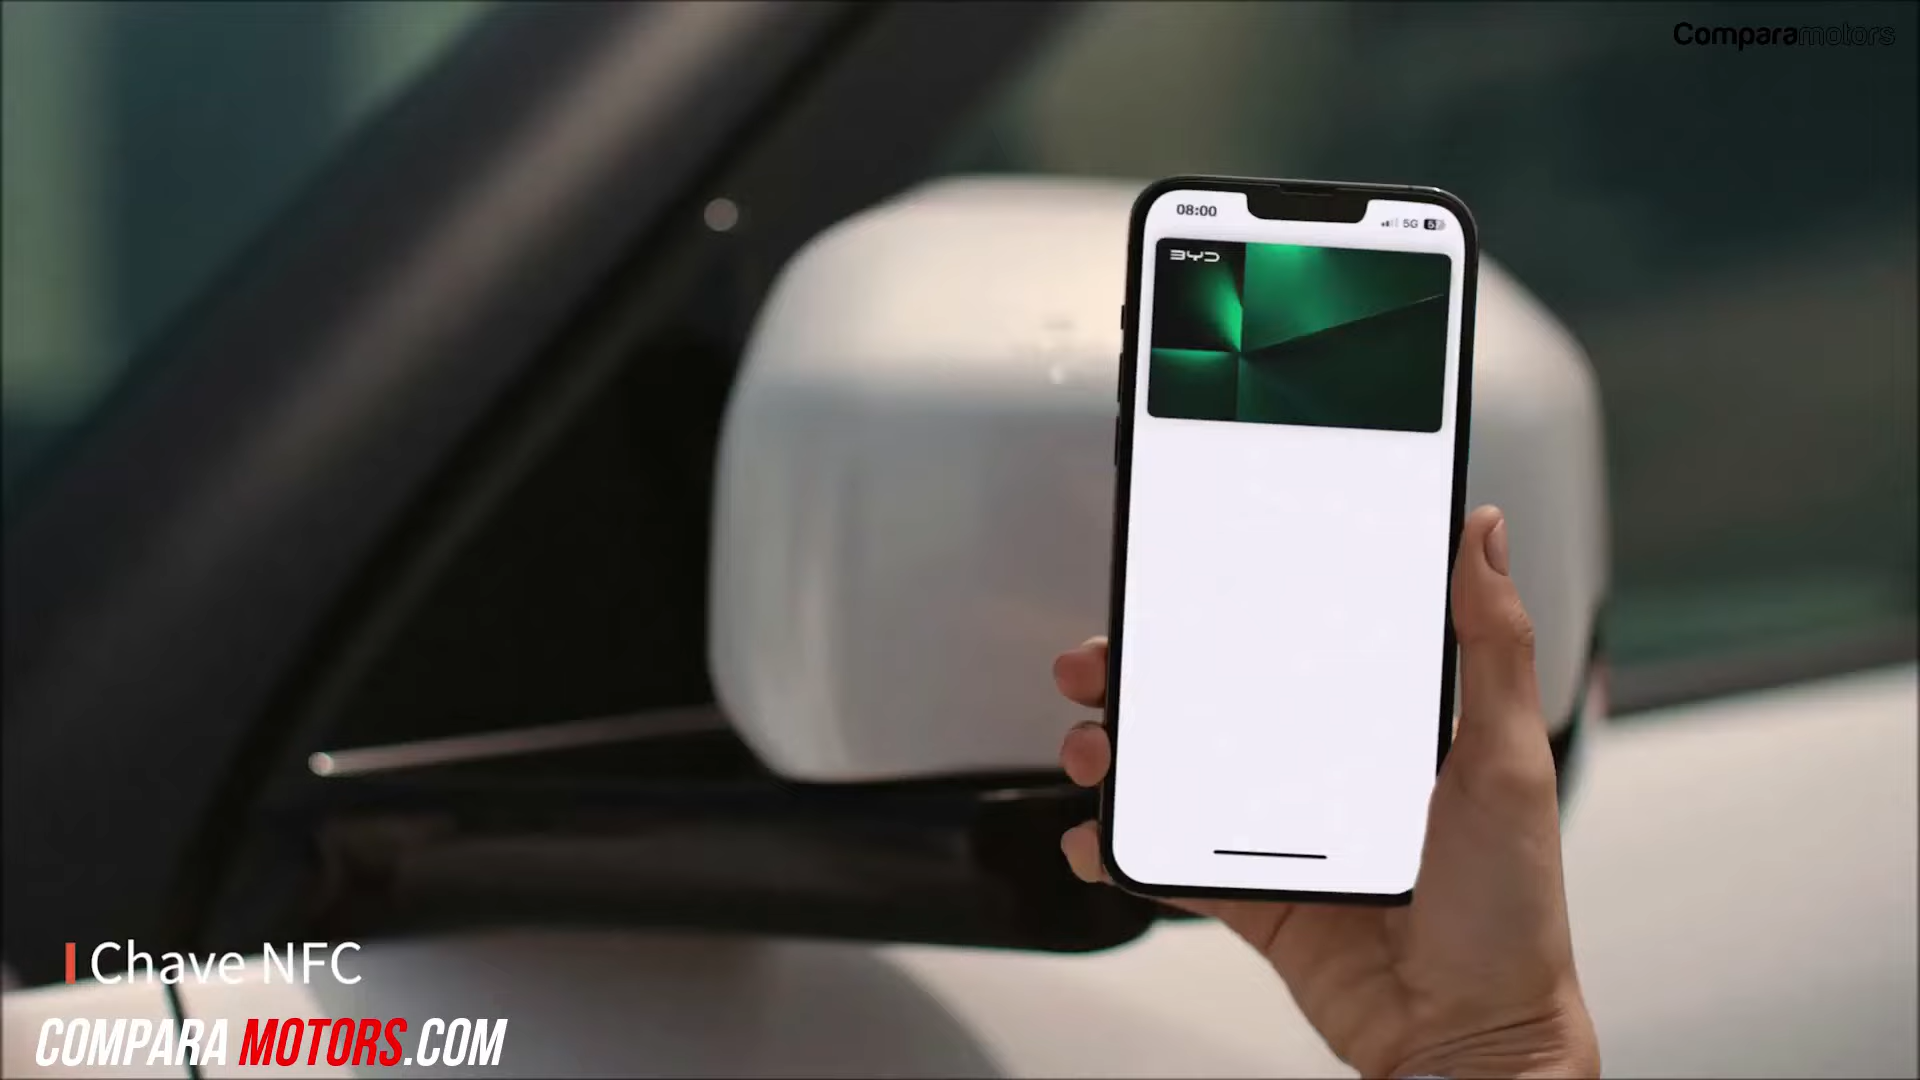 Comparamotors
08:00
5G
BYD
Chave NFC
COMPARA MOTORS.COM